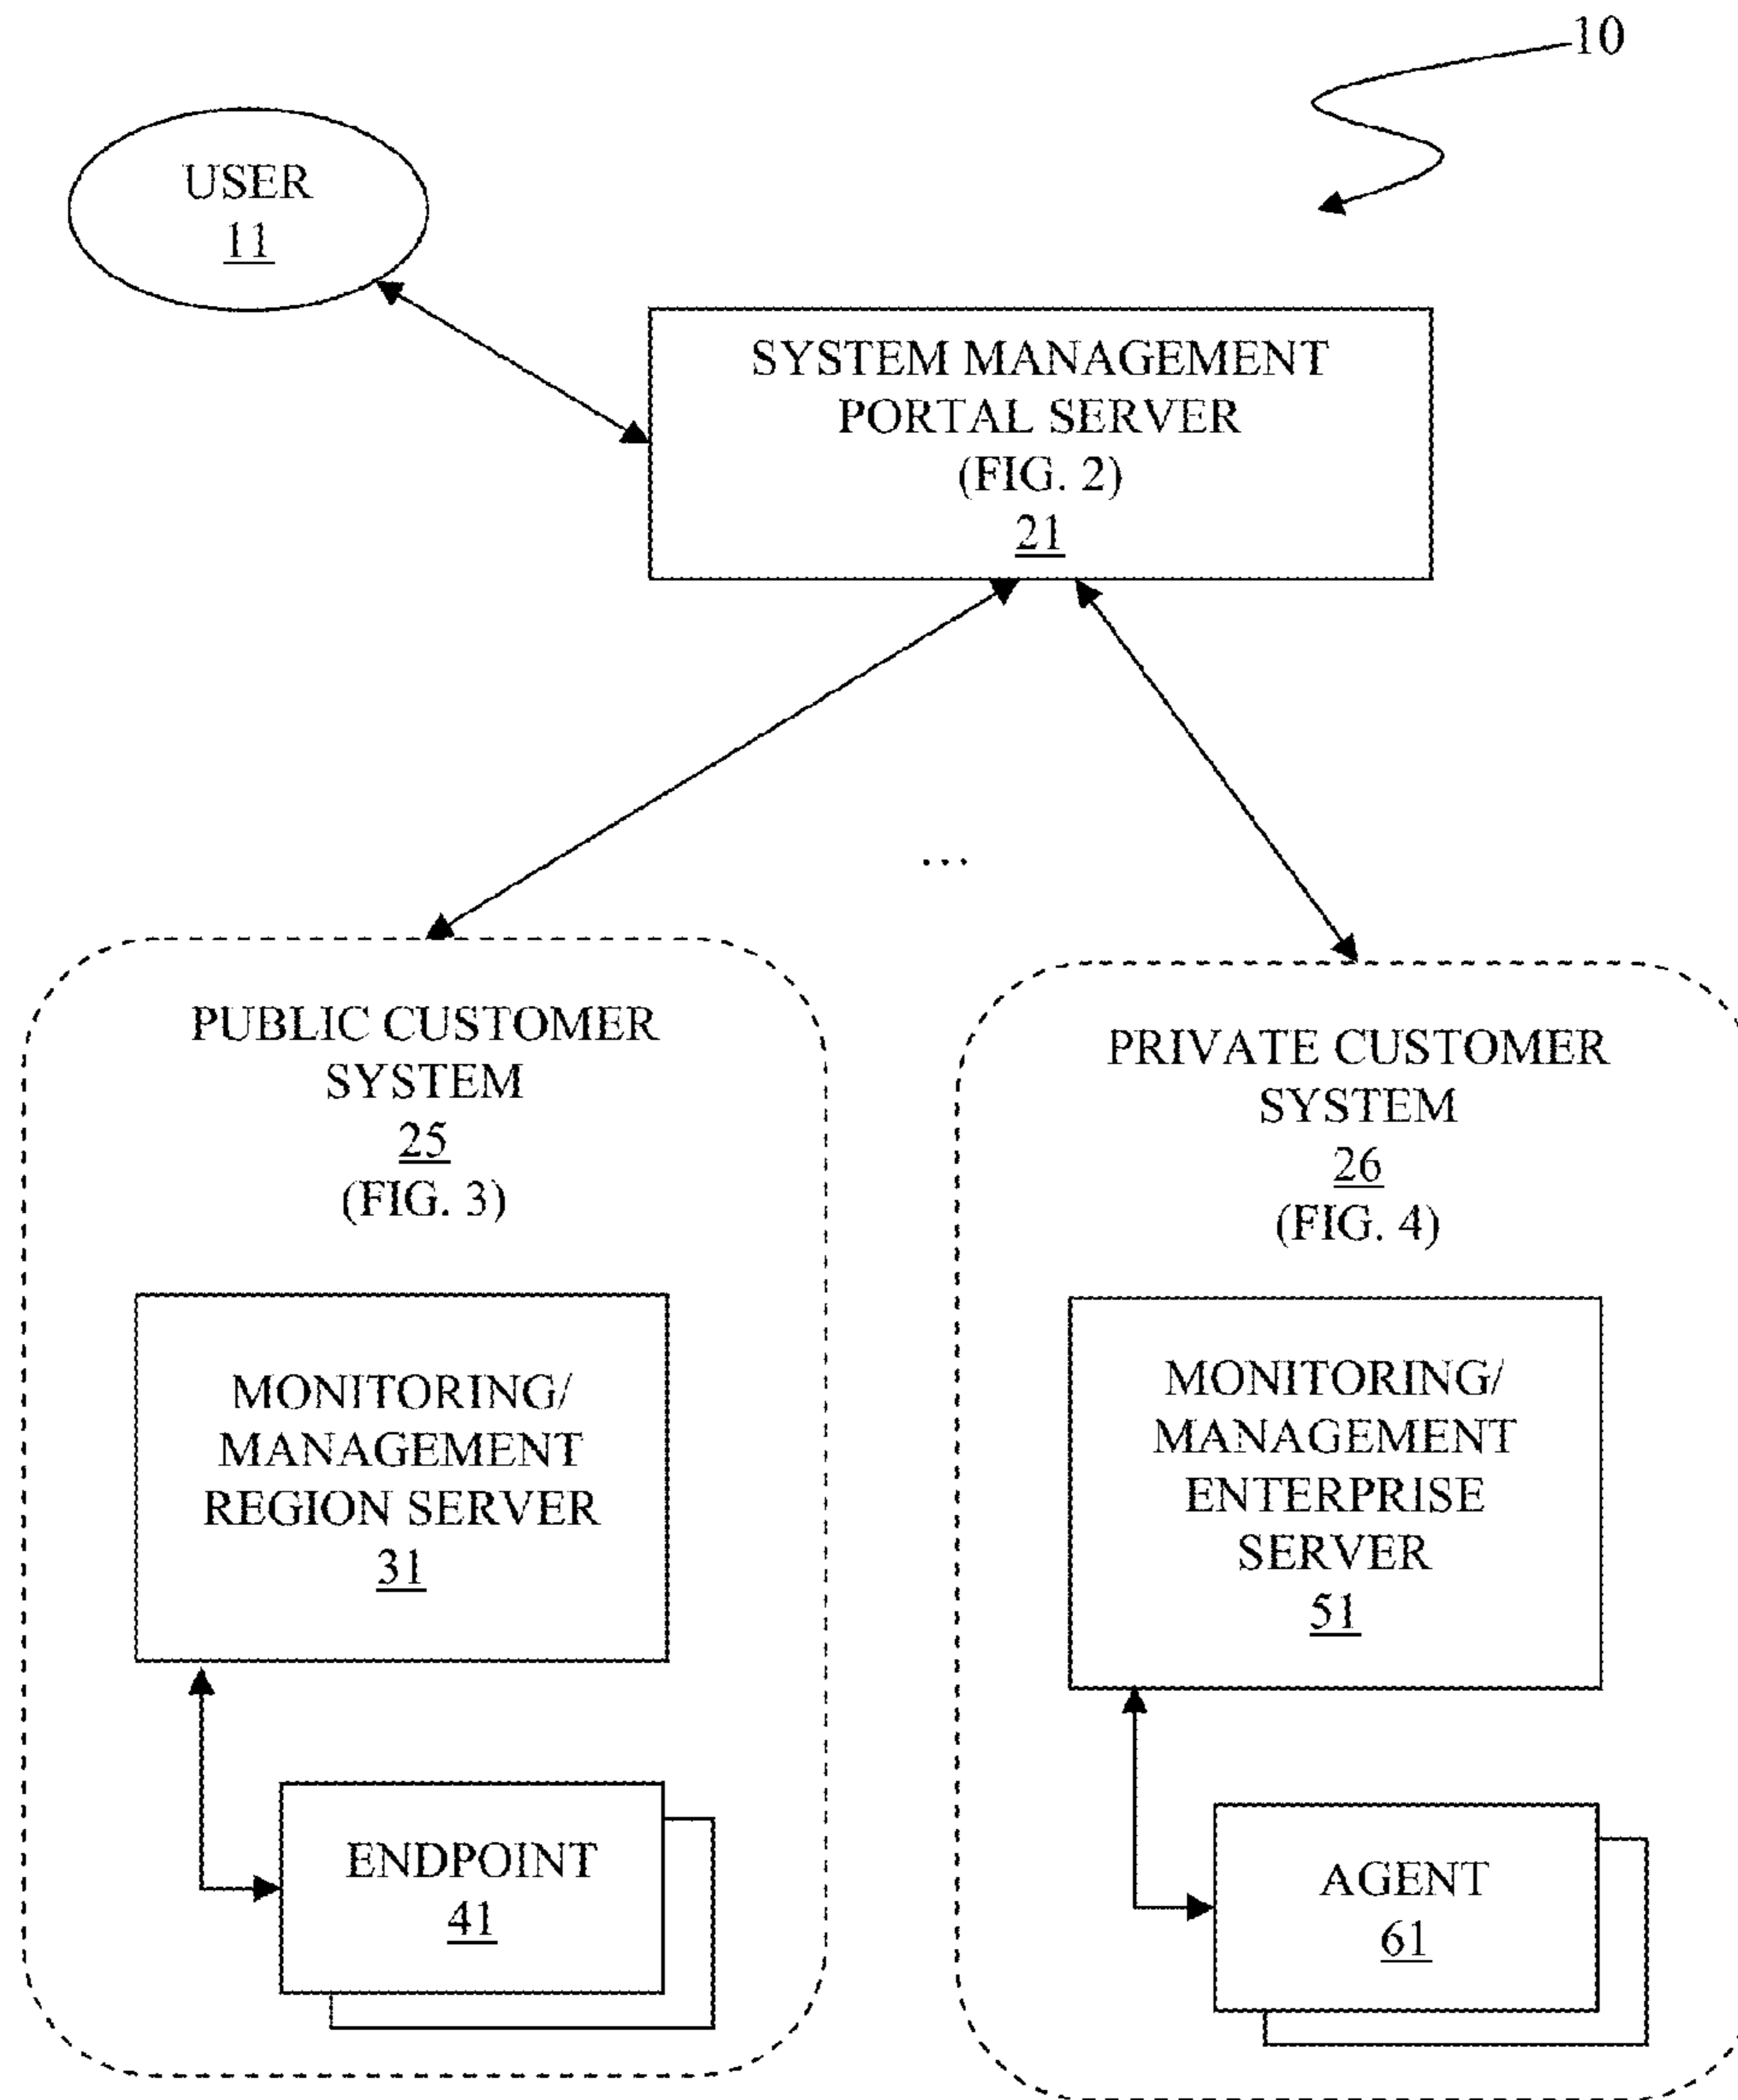 10
USER
11
SYSTEM MANAGEMENT
PORTAL SERVER
(FIG. 2)
21
...
PUBLIC CUSTOMER
SYSTEM
25
(FIG. 3)
MONITORING/
MANAGEMENT
REGION SERVER
31
ENDPOINT
41
PRIVATE CUSTOMER
SYSTEM
26
(FIG. 4)
MONITORING/
MANAGEMENT
ENTERPRISE
SERVER
51
AGENT
61